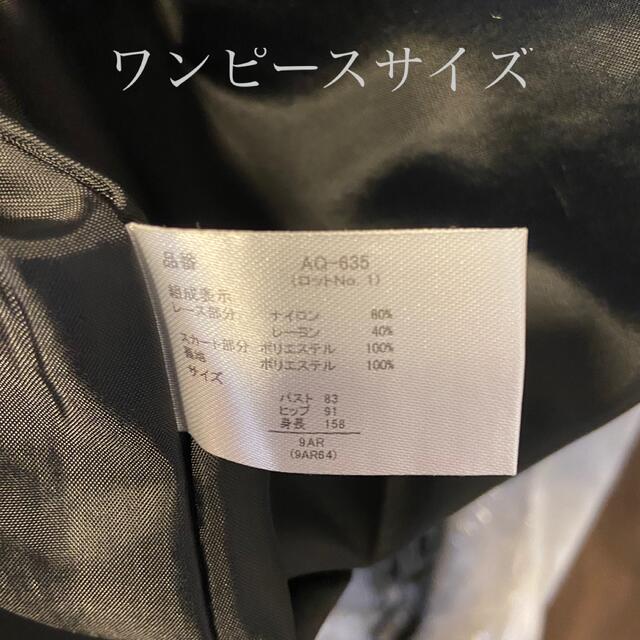 ワンピースサイズ
品番 AQ-635
(ロットNo. 1)
組成表示
レース部分 ナイロン 60%
レーヨン 40%
スカート部分 ポリエステル 100%
裏地 ポリエステル 100%
サイズ
バスト 83
ヒップ 91
身長 158
9AR
(9AR64)